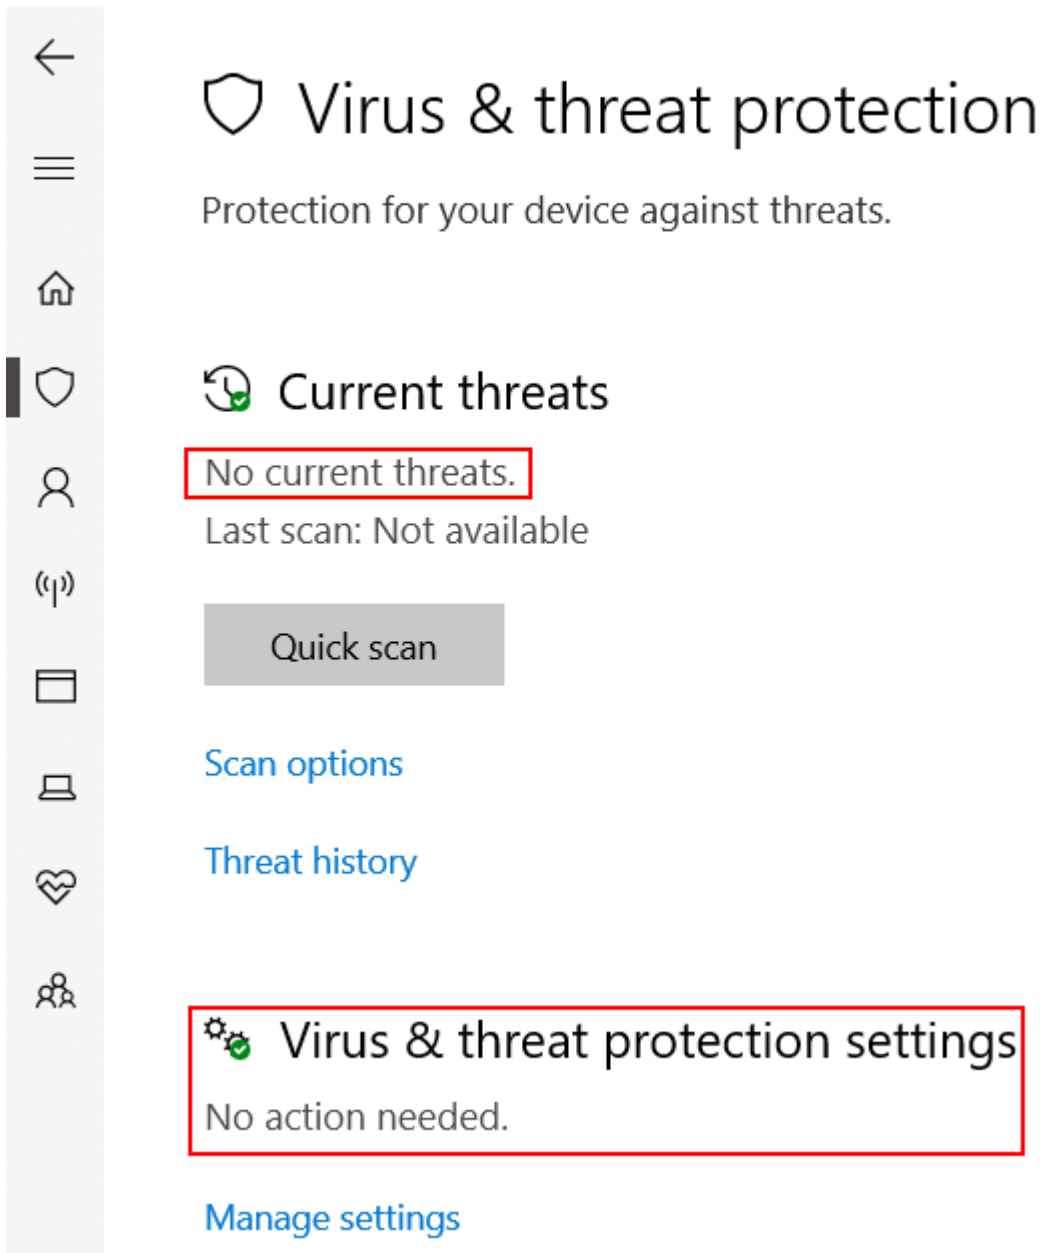 Virus & threat protection
Protection for your device against threats.
Current threats
No current threats.
Last scan: Not available
Quick scan
Scan options
Threat history
Virus & threat protection settings
No action needed.
Manage settings